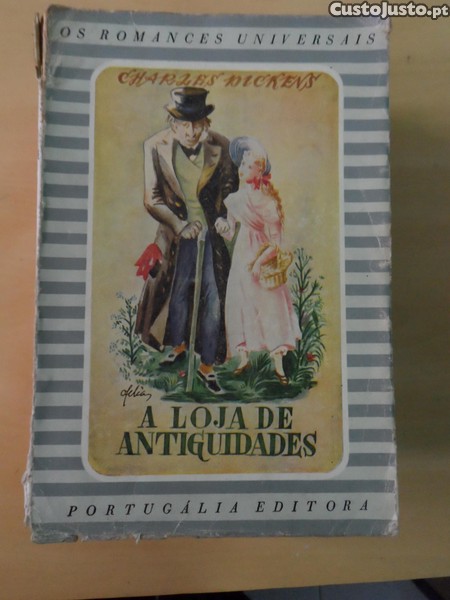 CustoJusto.pt
OS ROMANCES UNIVERSAIS
CHARLES DICKENS
A LOJA DE
ANTIGUIDADES
PORTUGÁLIA EDITORA